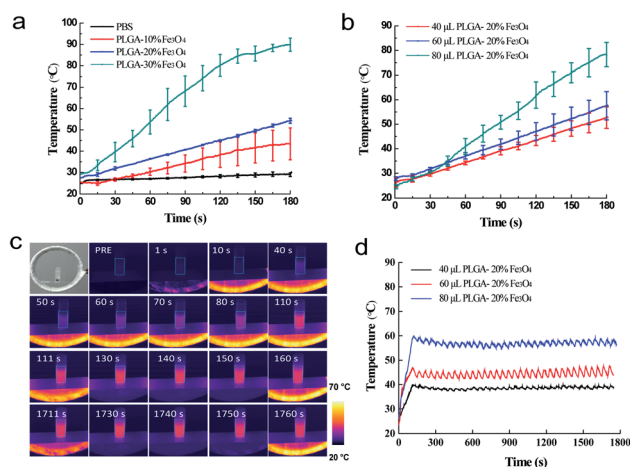 a
100
90
80
70
60
50
40
30
20
Temperature (°C)
PBS
PLGA-10%Fe₃O₄
PLGA-20%Fe₃O₄
PLGA-30%Fe₃O₄
0 30 60 90 120 150 180
Time (s)
b
90
80
70
60
50
40
30
20
Temperature (°C)
40 μL PLGA- 20% Fe₃O₄
60 μL PLGA- 20% Fe₃O₄
80 μL PLGA- 20% Fe₃O₄
0 30 60 90 120 150 180
Time (s)
c
PRE 1 s 10 s 40 s
50 s 60 s 70 s 80 s 110 s
111 s 130 s 140 s 150 s 160 s
70 °C
1711 s 1730 s 1740 s 1750 s 1760 s
20 °C
d
90
80
70
60
50
40
30
20
Temperature (°C)
40 μL PLGA- 20% Fe₃O₄
60 μL PLGA- 20% Fe₃O₄
80 μL PLGA- 20% Fe₃O₄
0 300 600 900 1200 1500 1800
Time (s)